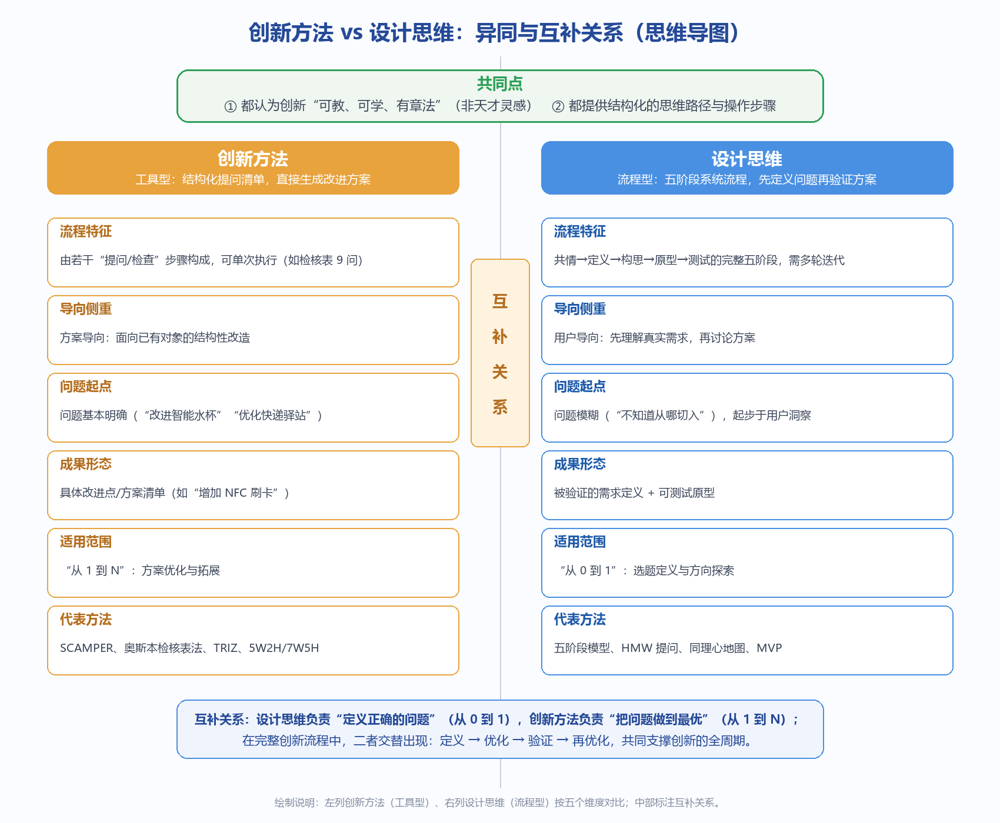 创新方法 vs 设计思维：异同与互补关系（思维导图）
共同点
① 都认为创新“可教、可学、有章法”（非天才灵感） ② 都提供结构化的思维路径与操作步骤
创新方法
工具型：结构化提问清单，直接生成改进方案
流程特征
由若干“提问/检查”步骤构成，可单次执行（如检核表 9 问）
导向侧重
方案导向：面向已有对象的结构性改造
问题起点
问题基本明确（“改进智能水杯”“优化快递驿站”）
成果形态
具体改进点/方案清单（如“增加 NFC 刷卡”）
适用范围
“从 1 到 N”：方案优化与拓展
代表方法
SCAMPER、奥斯本检核表法、TRIZ、5W2H/7W5H
互
补
关
系
设计思维
流程型：五阶段系统流程，先定义问题再验证方案
流程特征
共情→定义→构思→原型→测试的完整五阶段，需多轮迭代
导向侧重
用户导向：先理解真实需求，再讨论方案
问题起点
问题模糊（“不知道从哪切入”），起步于用户洞察
成果形态
被验证的需求定义 + 可测试原型
适用范围
“从 0 到 1”：选题定义与方向探索
代表方法
五阶段模型、HMW 提问、同理心地图、MVP
互补关系：设计思维负责“定义正确的问题”（从 0 到 1），创新方法负责“把问题做到最优”（从 1 到 N）；
在完整创新流程中，二者交替出现：定义 → 优化 → 验证 → 再优化，共同支撑创新的全周期。
绘制说明：左列创新方法（工具型）、右列设计思维（流程型）按五个维度对比；中部标注互补关系。